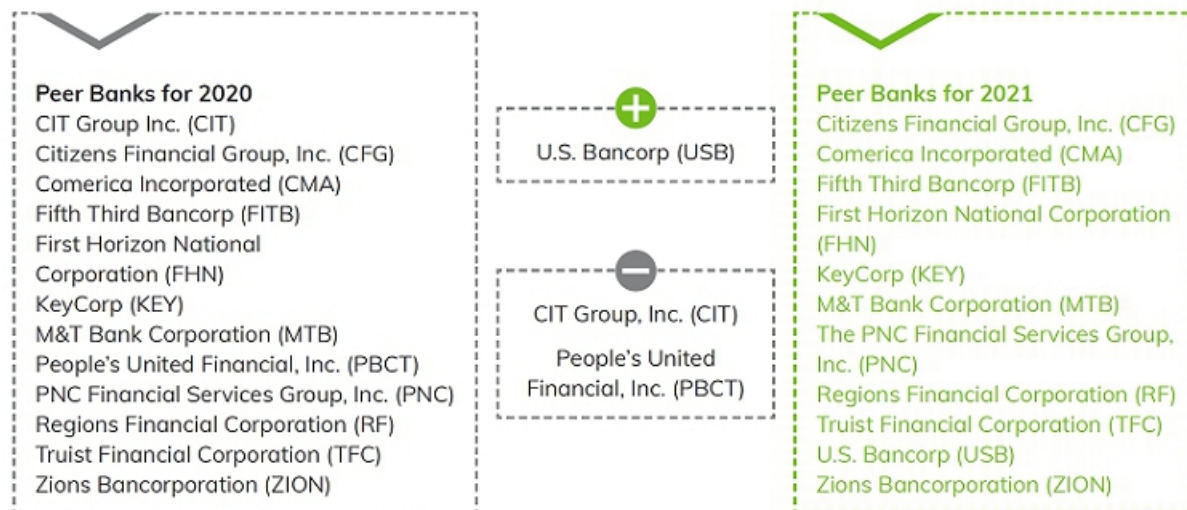 Peer Banks for 2020
CIT Group Inc. (CIT)
Citizens Financial Group, Inc. (CFG)
Comerica Incorporated (CMA)
Fifth Third Bancorp (FITB)
First Horizon National
Corporation (FHN)
KeyCorp (KEY)
M&T Bank Corporation (MTB)
People's United Financial, Inc. (PBCT)
PNC Financial Services Group, Inc. (PNC)
Regions Financial Corporation (RF)
Truist Financial Corporation (TFC)
Zions Bancorporation (ZION)
U.S. Bancorp (USB)
CIT Group, Inc. (CIT)
People's United
Financial, Inc. (PBCT)
Peer Banks for 2021
Citizens Financial Group, Inc. (CFG)
Comerica Incorporated (CMA)
Fifth Third Bancorp (FITB)
First Horizon National Corporation
(FHN)
KeyCorp (KEY)
M&T Bank Corporation (MTB)
The PNC Financial Services Group,
Inc. (PNC)
Regions Financial Corporation (RF)
Truist Financial Corporation (TFC)
U.S. Bancorp (USB)
Zions Bancorporation (ZION)